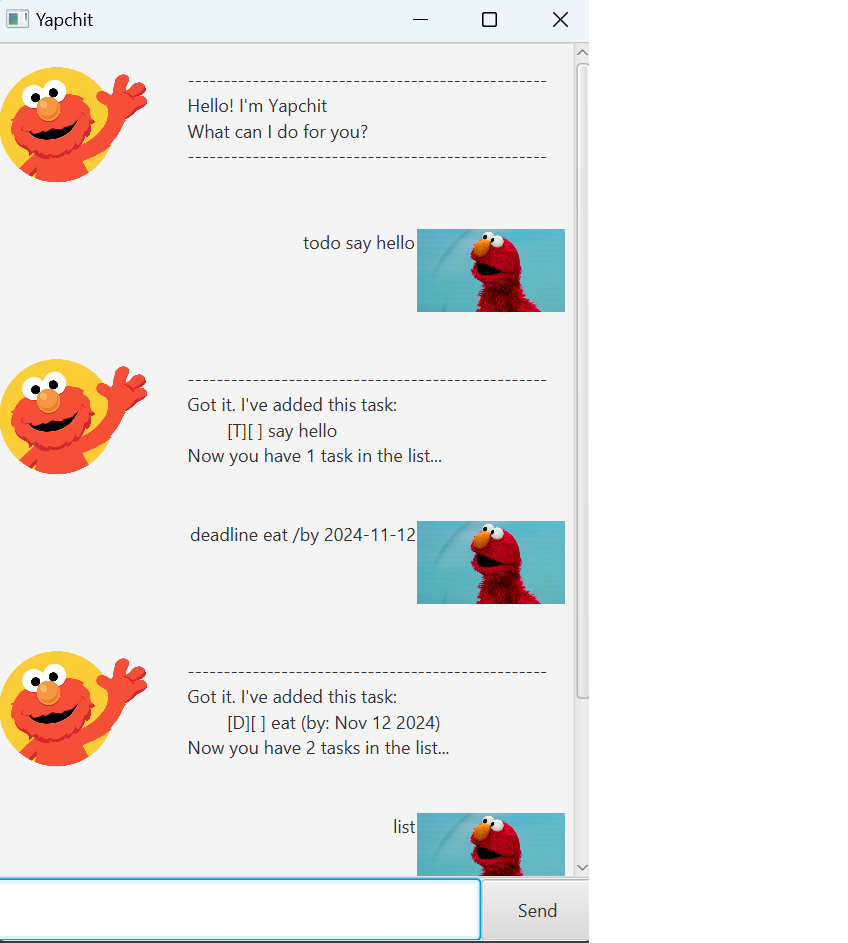 Yapchit
--------------------------------------------------
Hello! I'm Yapchit
What can I do for you?
--------------------------------------------------
todo say hello
--------------------------------------------------
Got it. I've added this task:
[T][ ] say hello
Now you have 1 task in the list...
deadline eat /by 2024-11-12
--------------------------------------------------
Got it. I've added this task:
[D][ ] eat (by: Nov 12 2024)
Now you have 2 tasks in the list...
list
Send